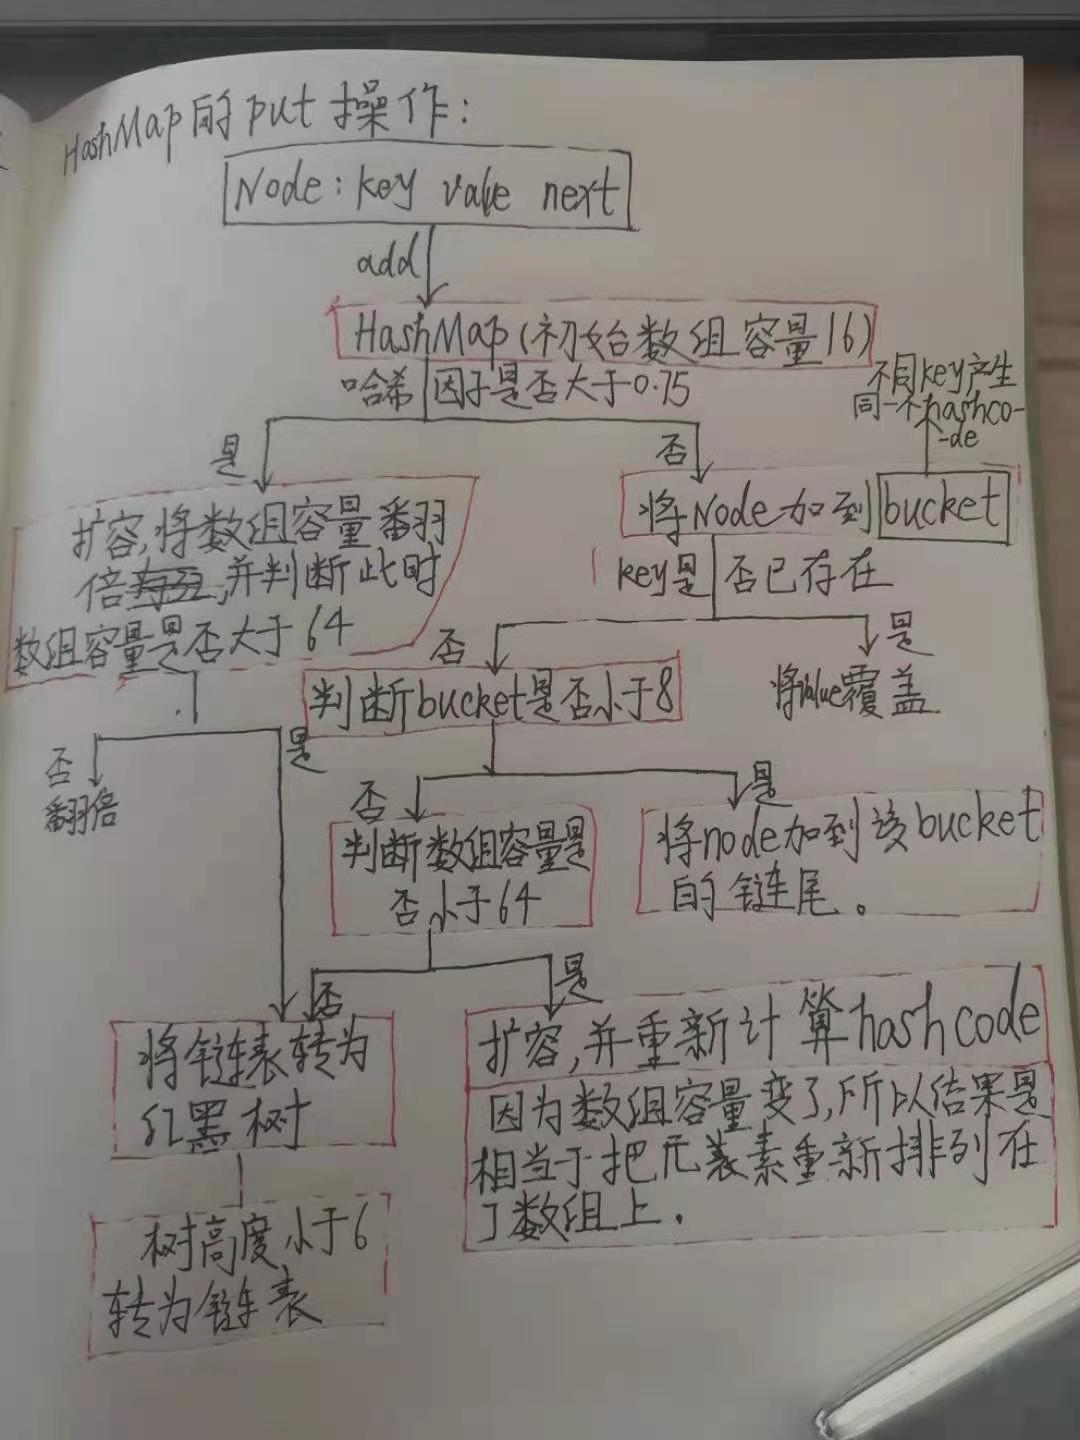 HashMap的put操作:
Node: key value next
add
HashMap(初始数组容量16)
哈希因子是否大于0.75
不同key产生
同一个hashco-
-de
是
否
扩容,将数组容量翻
倍,并判断此时
数组容量是否大于64
将Node加到bucket
key是否已存在
否
是
判断bucket是否小于8
将value覆盖
否
翻倍
是
否
是
判断数组容量是
否小于64
将node加到该bucket
的链尾。
否
是
将链表转为
红黑树
扩容,并重新计算hashcode
因为数组容量变了,所以结果是
相当于把元素重新排列在
了数组上.
树高度小于6
转为链表